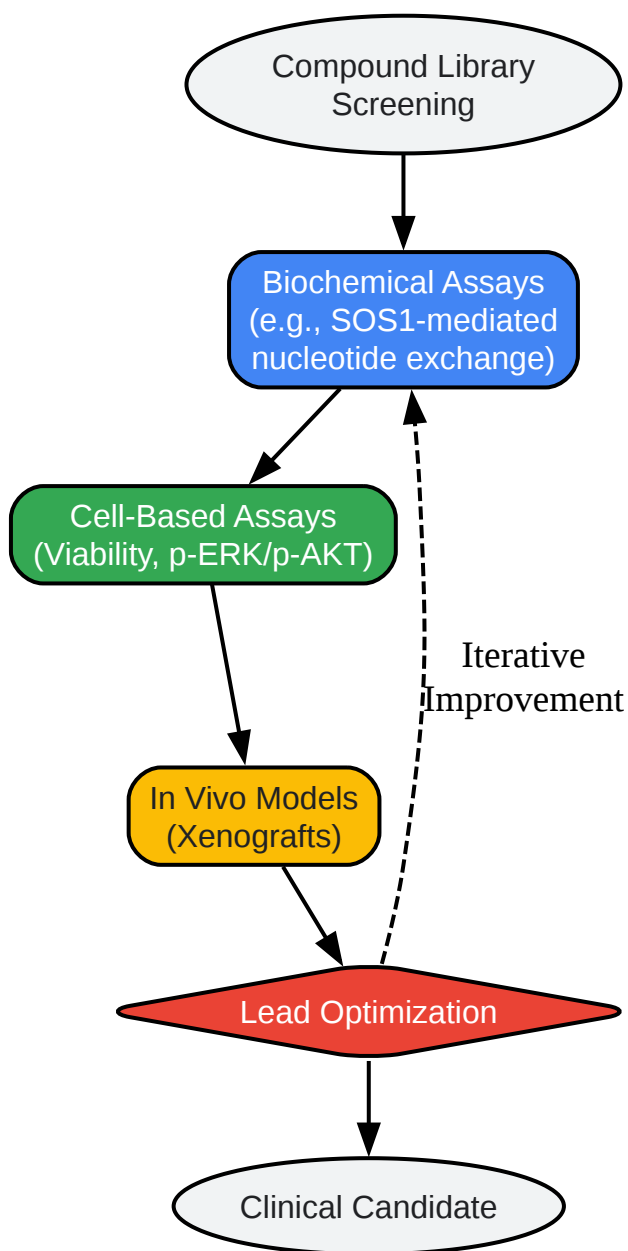 Compound Library
Screening
Biochemical Assays
(e.g., SOS1-mediated
nucleotide exchange)
Cell-Based Assays
(Viability, p-ERK/p-AKT)
Iterative
Improvement
In Vivo Models
(Xenografts)
Lead Optimization
Clinical Candidate